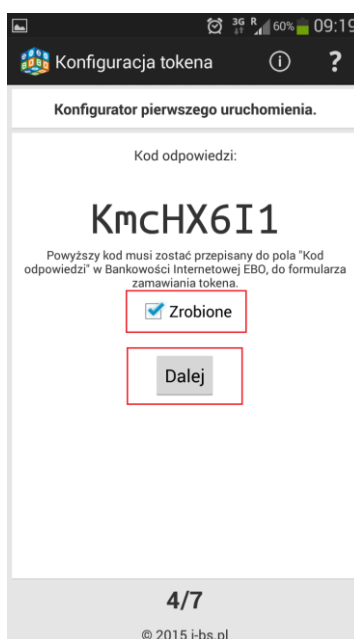 3G R 60% 09:19
Konfiguracja tokena i ?
Konfigurator pierwszego uruchomienia.
Kod odpowiedzi:
KmcHX6I1
Powyższy kod musi zostać przepisany do pola "Kod
odpowiedzi" w Bankowości Internetowej EBO, do formularza
zamawiania tokena.
Zrobione
Dalej
4/7
© 2015 i-bs.pl